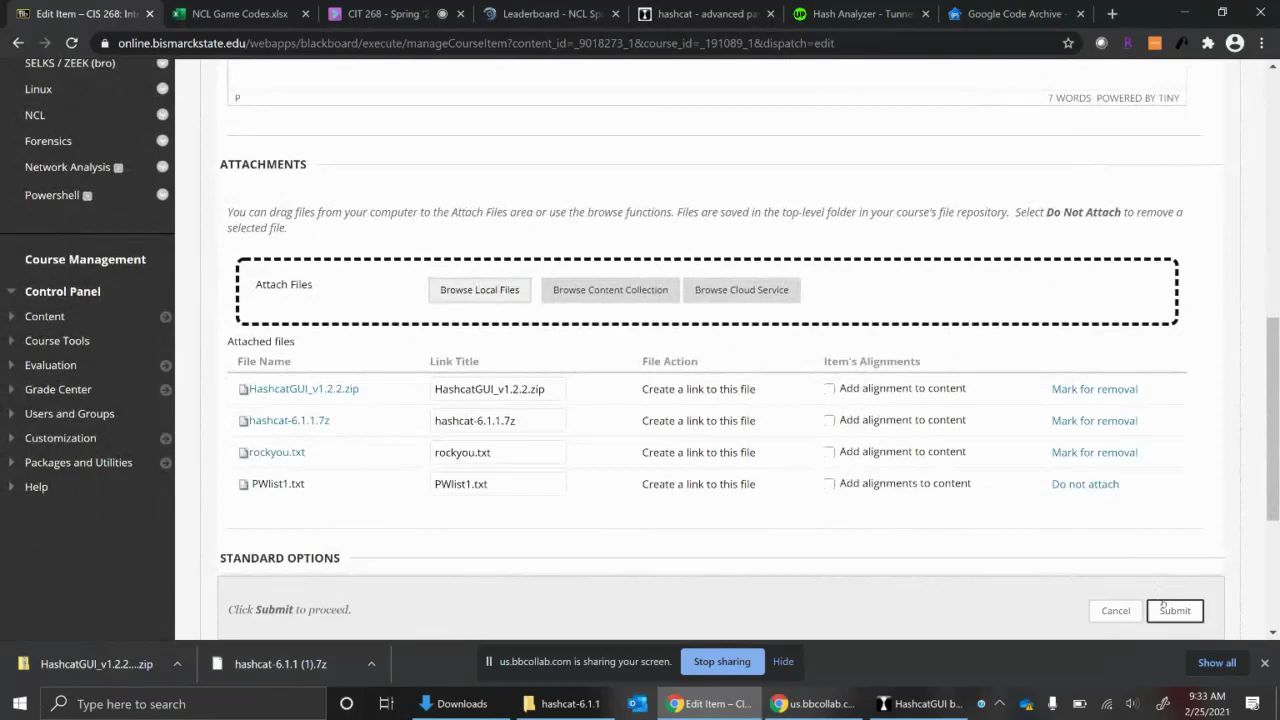 Edit Item – CIS 268: Int
NCL Game Codes.xlsx
CIT 268 - Spring '2
Leaderboard - NCL Sp
hashcat - advanced pa
Hash Analyzer - Tunne
Google Code Archive -
online.bismarckstate.edu/webapps/blackboard/execute/manageCourseItem?content_id=_9018273_1&course_id=_191089_1&dispatch=edit
SELKS / ZEEK (bro)
Linux
NCL
Forensics
Network Analysis
Powershell
Course Management
Control Panel
Content
Course Tools
Evaluation
Grade Center
Users and Groups
Customization
Packages and Utilities
Help
P
7 WORDS POWERED BY TINY
ATTACHMENTS
You can drag files from your computer to the Attach Files area or use the browse functions. Files are saved in the top-level folder in your course's file repository. Select Do Not Attach to remove a
selected file.
Attach Files
Browse Local Files
Browse Content Collection
Browse Cloud Service
Attached files
File Name Link Title File Action Item's Alignments
HashcatGUI_v1.2.2.zip HashcatGUI_v1.2.2.zip Create a link to this file Add alignment to content Mark for removal
hashcat-6.1.1.7z hashcat-6.1.1.7z Create a link to this file Add alignment to content Mark for removal
rockyou.txt rockyou.txt Create a link to this file Add alignment to content Mark for removal
PWlist1.txt PWlist1.txt Create a link to this file Add alignments to content Do not attach
STANDARD OPTIONS
Click Submit to proceed.
Cancel
Submit
HashcatGUI_v1.2.2....zip
hashcat-6.1.1 (1).7z
us.bbcollab.com is sharing your screen.
Stop sharing
Hide
Show all
Type here to search
Downloads
hashcat-6.1.1
Edit Item – Cl...
us.bbcollab.co...
HashcatGUI b...
9:33 AM
2/25/2021